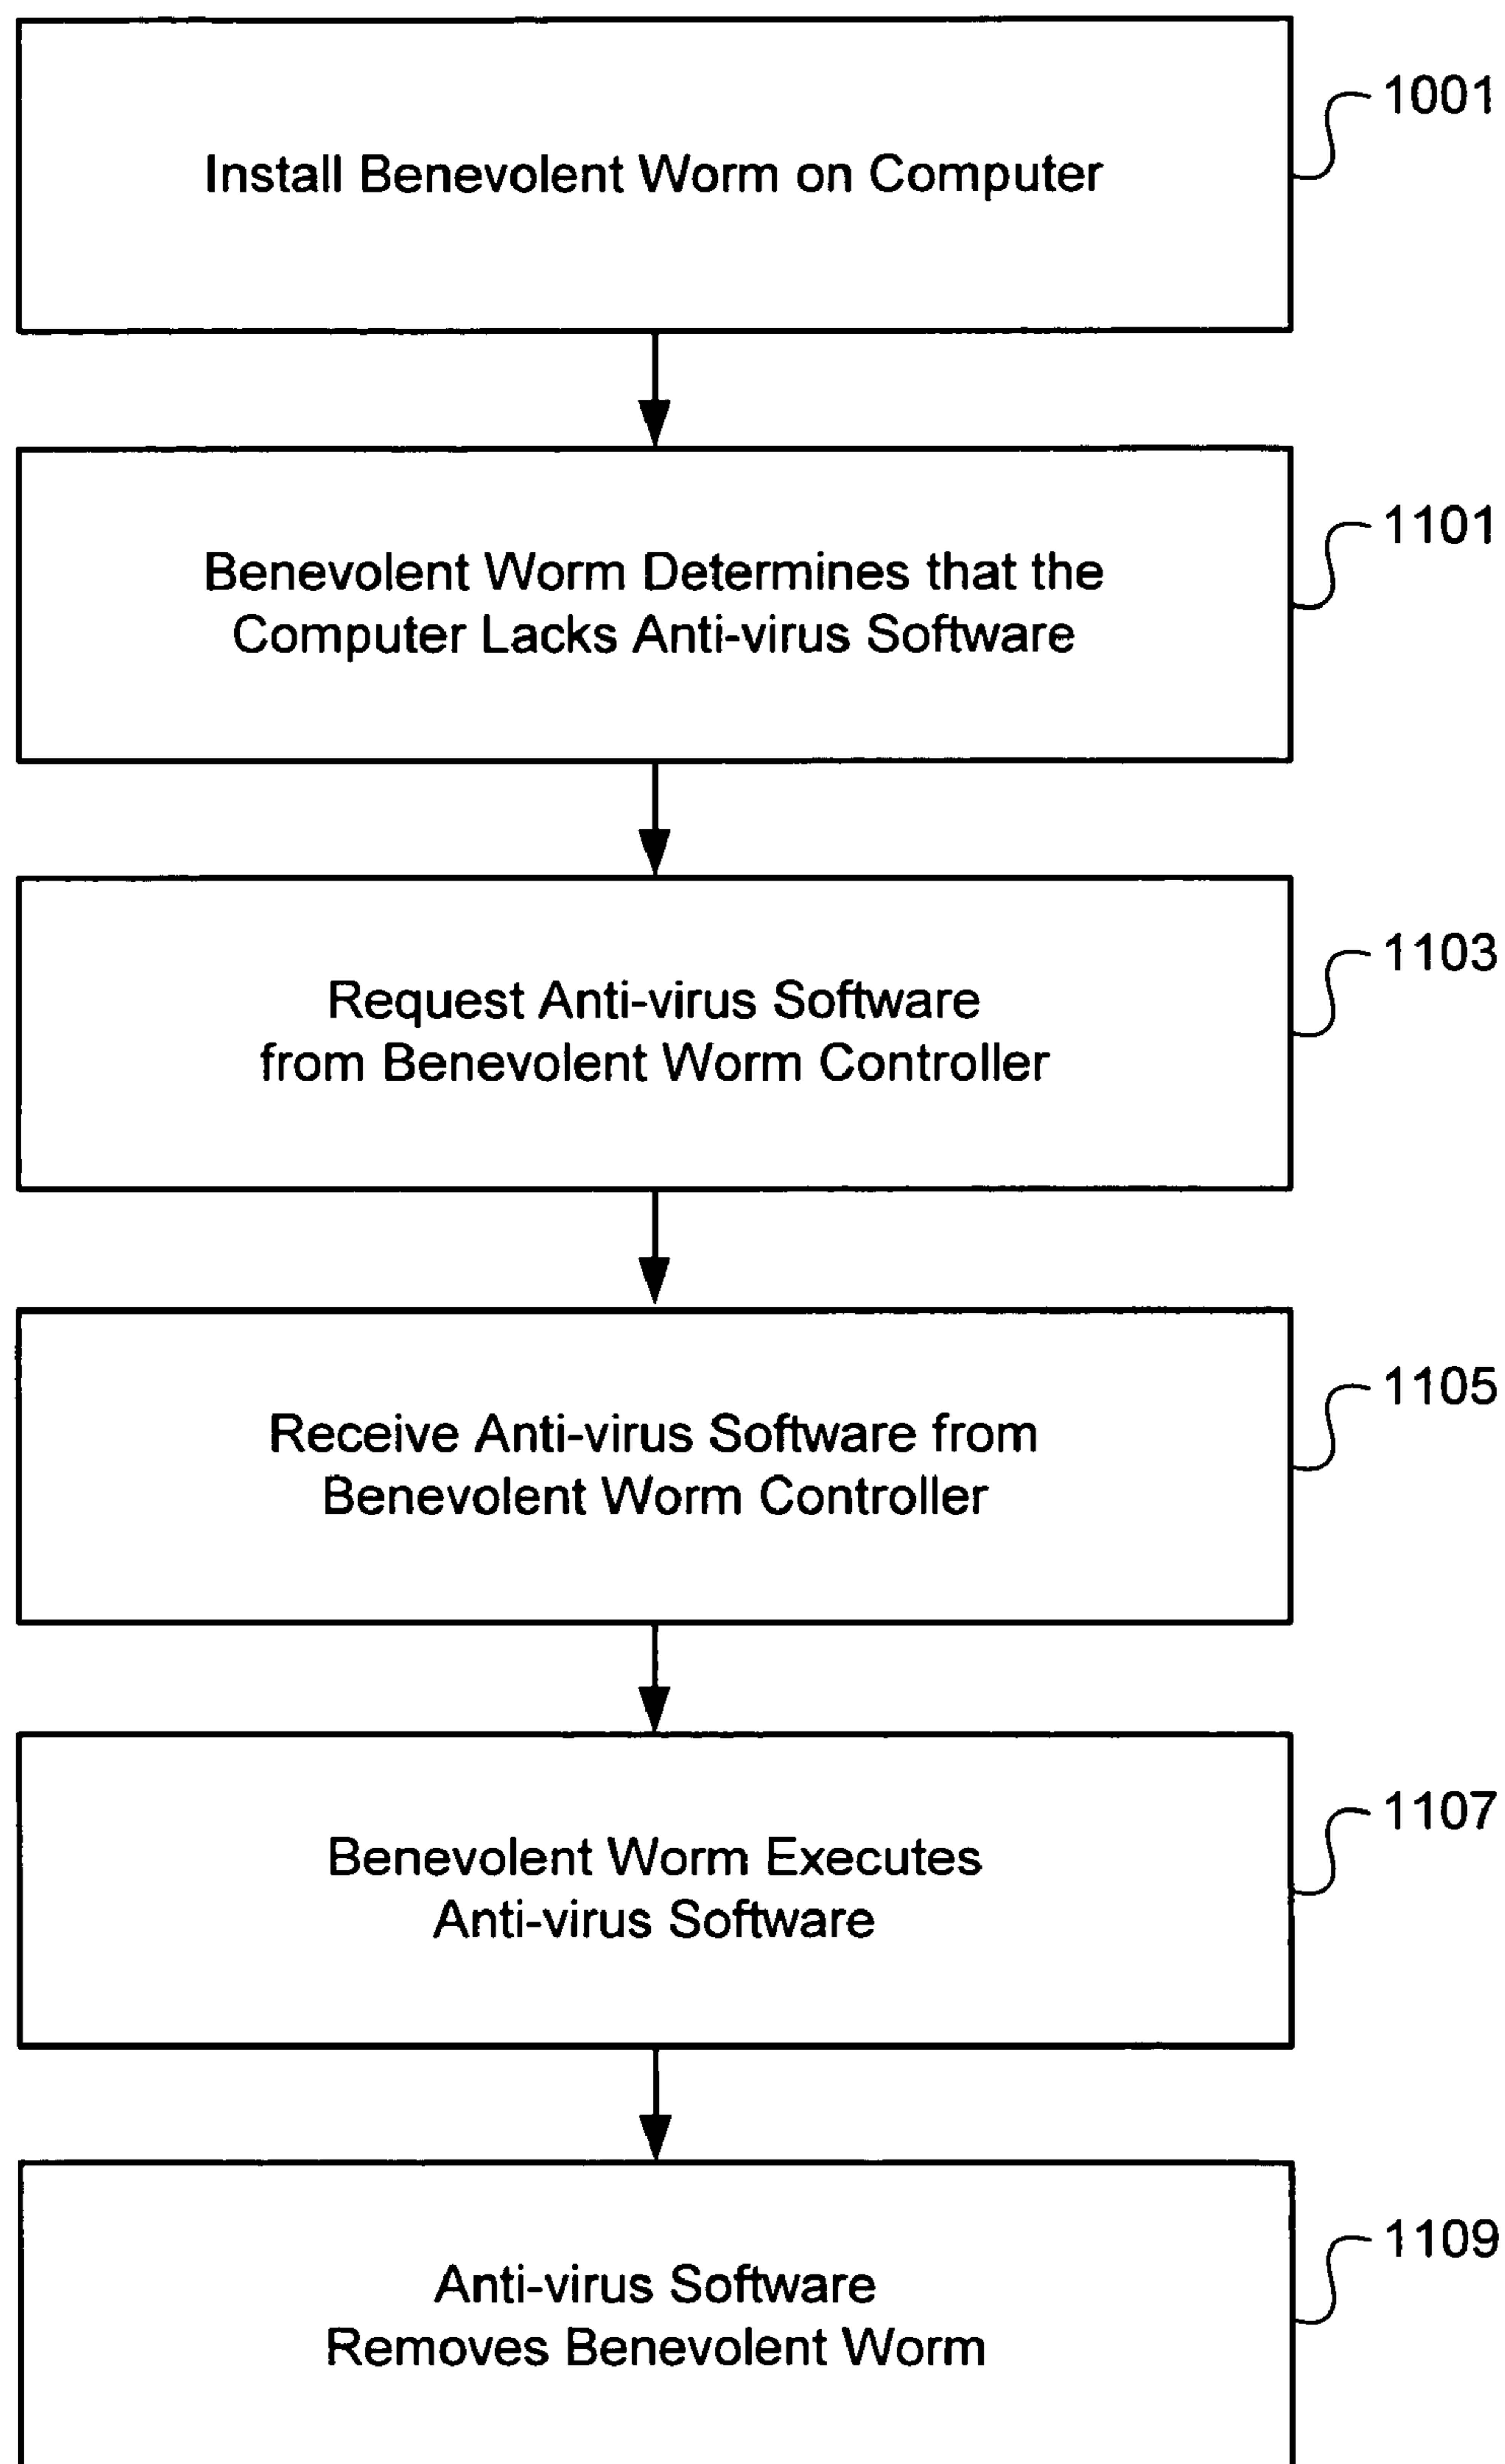 Install Benevolent Worm on Computer
1001
Benevolent Worm Determines that the
Computer Lacks Anti-virus Software
1101
Request Anti-virus Software
from Benevolent Worm Controller
1103
Receive Anti-virus Software from
Benevolent Worm Controller
1105
Benevolent Worm Executes
Anti-virus Software
1107
Anti-virus Software
Removes Benevolent Worm
1109